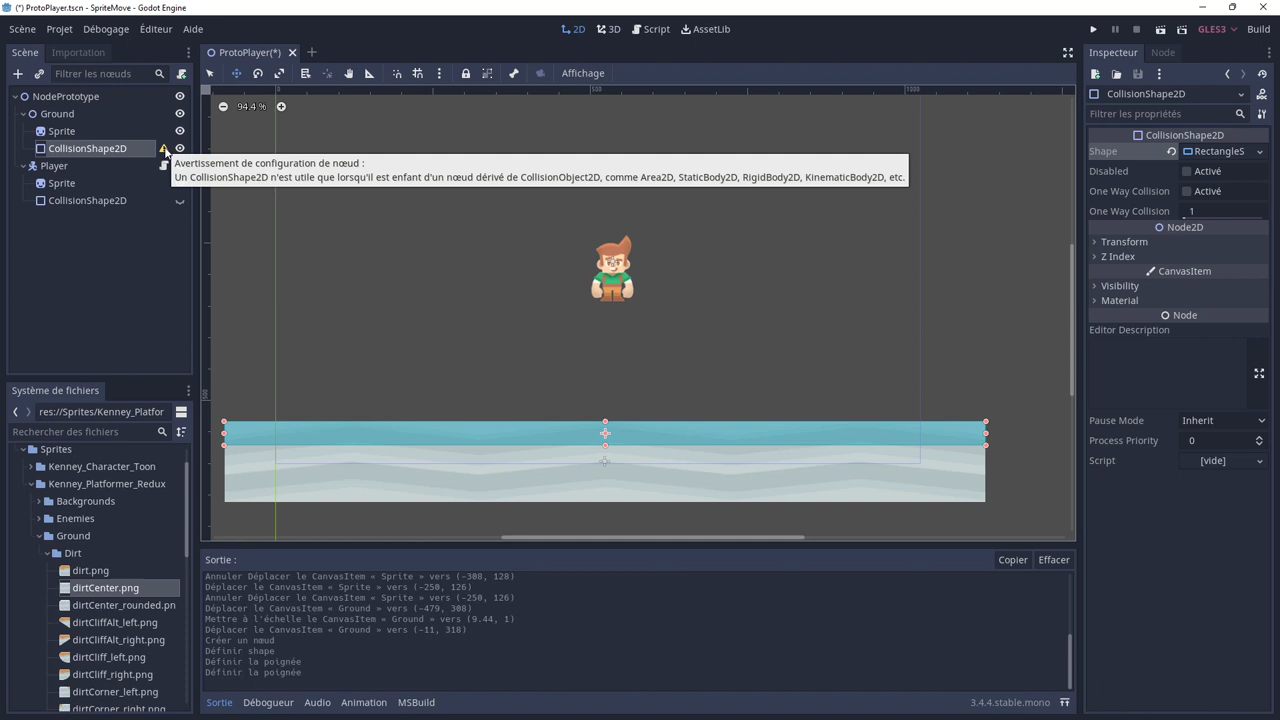 (*) ProtoPlayer.tscn - SpriteMove - Godot Engine
Scène Projet Débogage Éditeur Aide
2D 3D Script AssetLib
GLES3 Build
Scène Importation
Filtrer les nœuds
NodePrototype
Ground
Sprite
CollisionShape2D
Player
Sprite
CollisionShape2D
ProtoPlayer(*)
Affichage
0 500 1000
94.4 %
500
Avertissement de configuration de nœud :
Un CollisionShape2D n'est utile que lorsqu'il est enfant d'un nœud dérivé de CollisionObject2D, comme Area2D, StaticBody2D, RigidBody2D, KinematicBody2D, etc.
Système de fichiers
res://Sprites/Kenney_Platfor
Rechercher des fichiers
Sprites
Kenney_Character_Toon
Kenney_Platformer_Redux
Backgrounds
Enemies
Ground
Dirt
dirt.png
dirtCenter.png
dirtCenter_rounded.pn
dirtCliffAlt_left.png
dirtCliffAlt_right.png
dirtCliff_left.png
dirtCliff_right.png
dirtCorner_left.png
dirtCorner_right.png
Sortie :
Copier Effacer
Annuler Déplacer le CanvasItem « Sprite » vers (-308, 128)
Déplacer le CanvasItem « Sprite » vers (-250, 126)
Annuler Déplacer le CanvasItem « Sprite » vers (-250, 126)
Déplacer le CanvasItem « Ground » vers (-479, 308)
Mettre à l'échelle le CanvasItem « Ground » vers (9.44, 1)
Déplacer le CanvasItem « Ground » vers (-11, 318)
Créer un nœud
Définir shape
Définir la poignée
Définir la poignée
Sortie Débogueur Audio Animation MSBuild
3.4.4.stable.mono
Inspecteur Node
CollisionShape2D
Filtrer les propriétés
CollisionShape2D
Shape RectangleS
Disabled Activé
One Way Collision Activé
One Way Collision 1
Node2D
Transform
Z Index
CanvasItem
Visibility
Material
Node
Editor Description
Pause Mode Inherit
Process Priority 0
Script [vide]